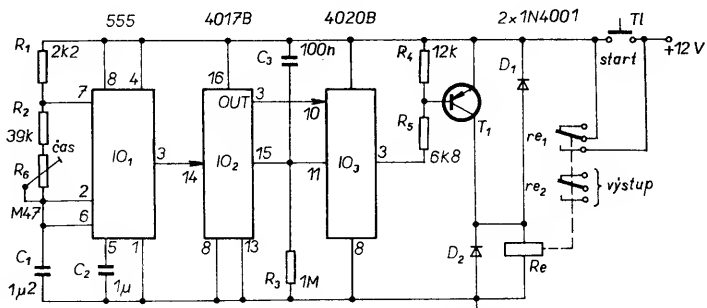 555 4017B 4020B 2×1N4001 Tl
R1 2k2 8 4 16 C3 100n R4 12k D1 start +12 V
7 OUT 3 10 T1
R2 39k R5 re1
čas IO1 3 14 IO2 15 11 IO3 3 6k8
R6 2 re2 výstup
M47 6
5 1 8 13 8 D2 Re
C1 1µ2 C2 1µ R3 1M